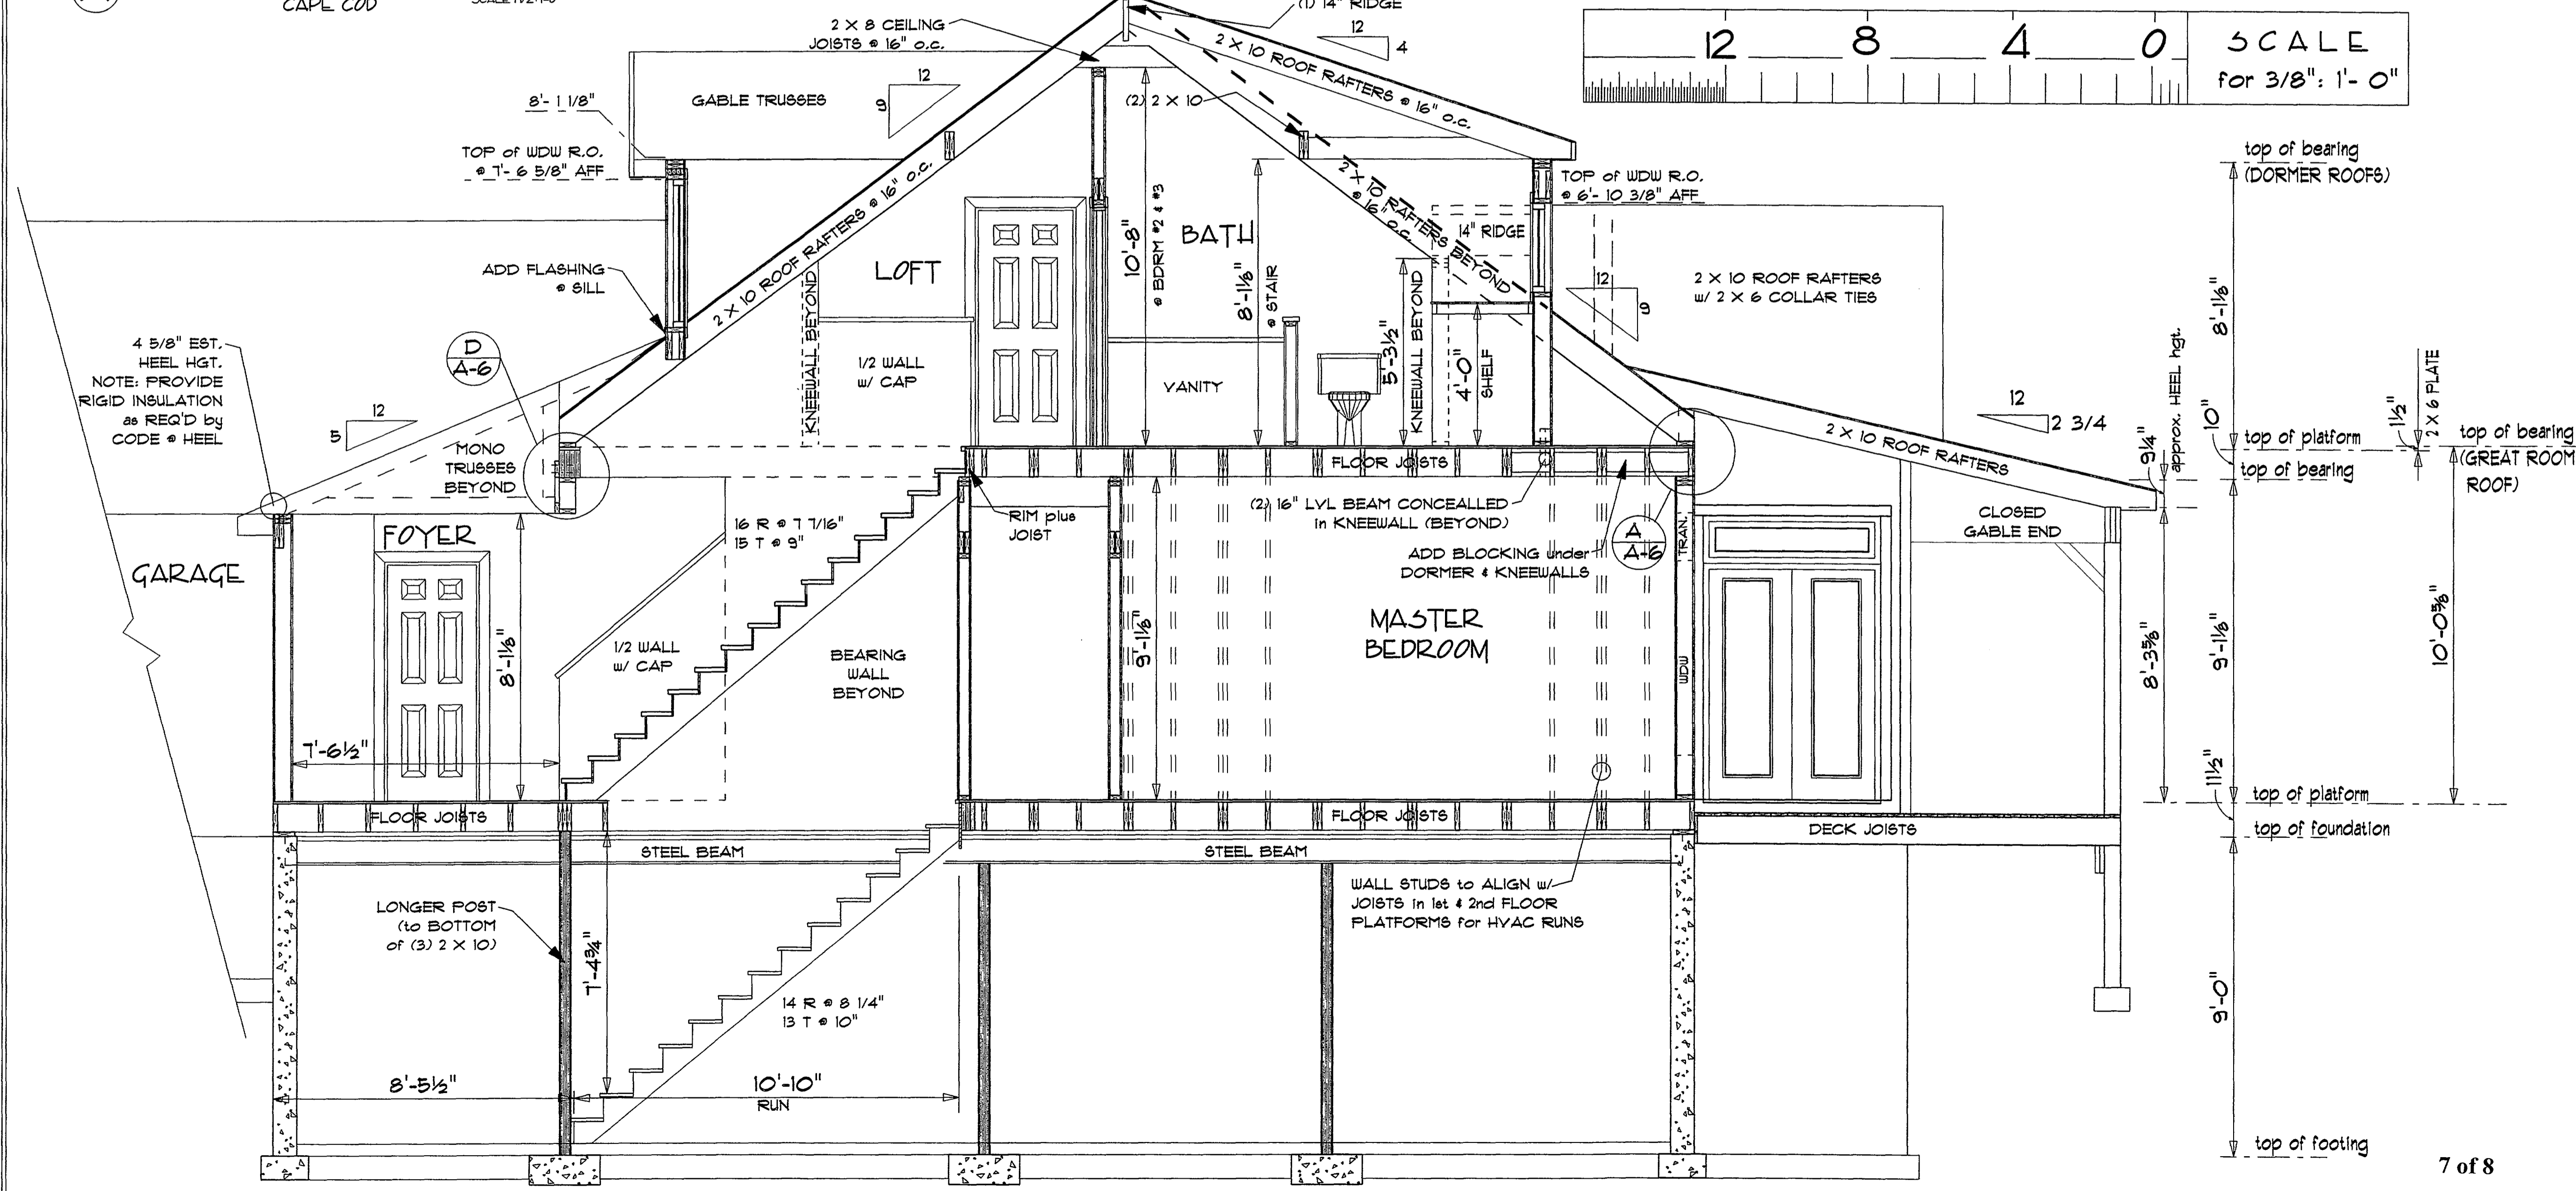 CAPE COD
2 X 8 CEILING
JOISTS @ 16" o.c.
(1) 14" RIDGE
12
4
2 X 10 ROOF RAFTERS @ 16" o.c.
12 8 4 0
SCALE
for 3/8": 1'- 0"
8'- 1 1/8"
GABLE TRUSSES
12
9
(2) 2 X 10
TOP of WDW R.O.
@ 7'- 6 5/8" AFF
2 X 10 ROOF RAFTERS @ 16" o.c.
TOP of WDW R.O.
@ 6'- 10 3/8" AFF
top of bearing
(DORMER ROOFS)
2 X 10 RAFTERS BEYOND
@ 16" o.c.
14" RIDGE
LOFT
BATH
10'-8"
@ BDRM #2 & #3
8'-1 1/8"
@ STAIR
ADD FLASHING
@ SILL
KNEEWALL BEYOND
12
9
2 X 10 ROOF RAFTERS
w/ 2 X 6 COLLAR TIES
8'-1 1/8"
4 5/8" EST.
HEEL HGT.
NOTE: PROVIDE
RIGID INSULATION
as REQ'D by
CODE @ HEEL
D
A-6
1/2 WALL
w/ CAP
VANITY
5'-3 1/2"
KNEEWALL BEYOND
4'-0"
SHELF
12
5
12
2 3/4
approx. HEEL hgt.
9 1/4"
10"
1 1/2"
2 X 6 PLATE
MONO
TRUSSES
BEYOND
2 X 10 ROOF RAFTERS
top of platform
top of bearing
top of bearing
(GREAT ROOM
ROOF)
FLOOR JOISTS
(2) 16" LVL BEAM CONCEALLED
in KNEEWALL (BEYOND)
RIM plus
JOIST
16 R @ 7 7/16"
15 T @ 9"
FOYER
GARAGE
A
A-6
TRAN.
CLOSED
GABLE END
ADD BLOCKING under
DORMER & KNEEWALLS
8'-1 1/8"
1/2 WALL
w/ CAP
BEARING
WALL
BEYOND
9'-1 1/8"
MASTER
BEDROOM
WDW
8'-3 5/8"
9'-1 1/8"
10'-0 5/8"
7'-6 1/2"
11 1/2"
top of platform
FLOOR JOISTS
FLOOR JOISTS
DECK JOISTS
top of foundation
STEEL BEAM
STEEL BEAM
LONGER POST
(to BOTTOM
of (3) 2 X 10)
7'-4 3/4"
WALL STUDS to ALIGN w/
JOISTS in 1st & 2nd FLOOR
PLATFORMS for HVAC RUNS
14 R @ 8 1/4"
13 T @ 10"
9'-0"
8'-5 1/2"
10'-10"
RUN
top of footing
7 of 8